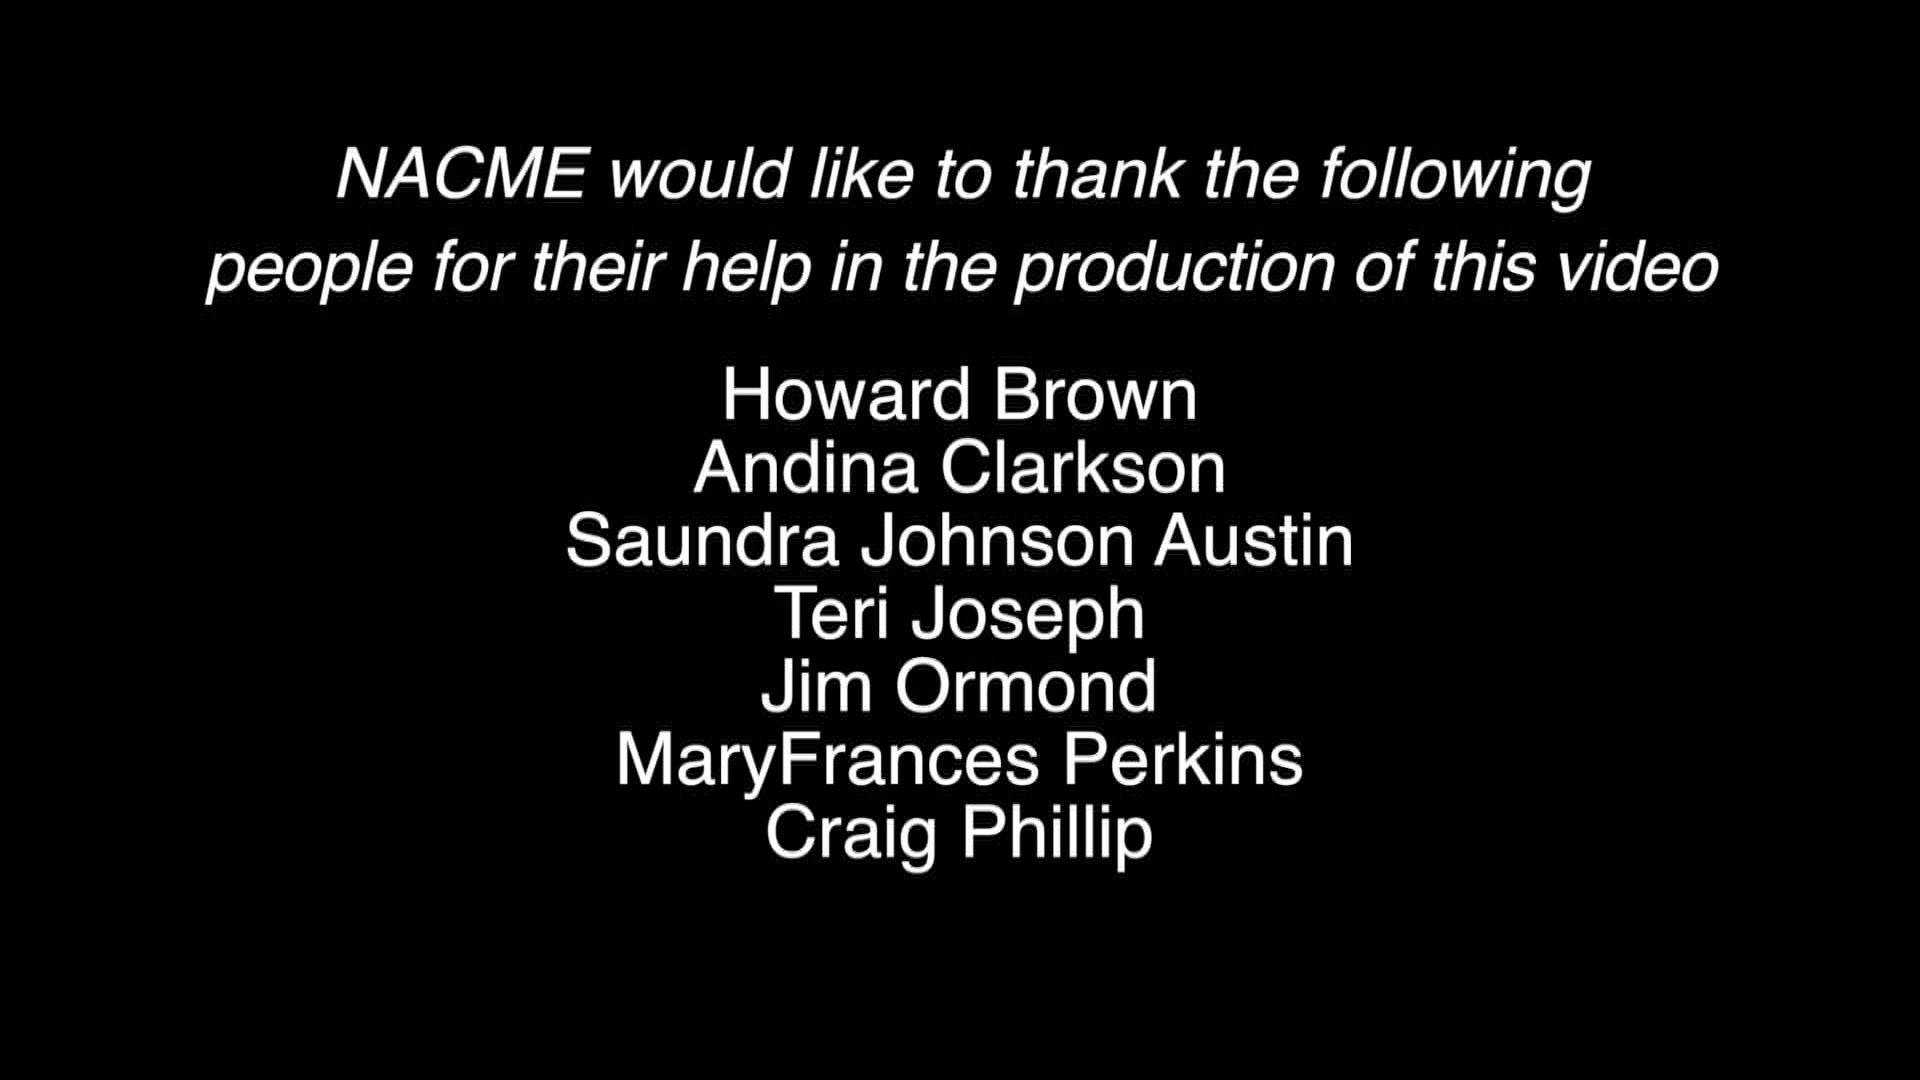 NACME would like to thank the following
people for their help in the production of this video
Howard Brown
Andina Clarkson
Saundra Johnson Austin
Teri Joseph
Jim Ormond
MaryFrances Perkins
Craig Phillip